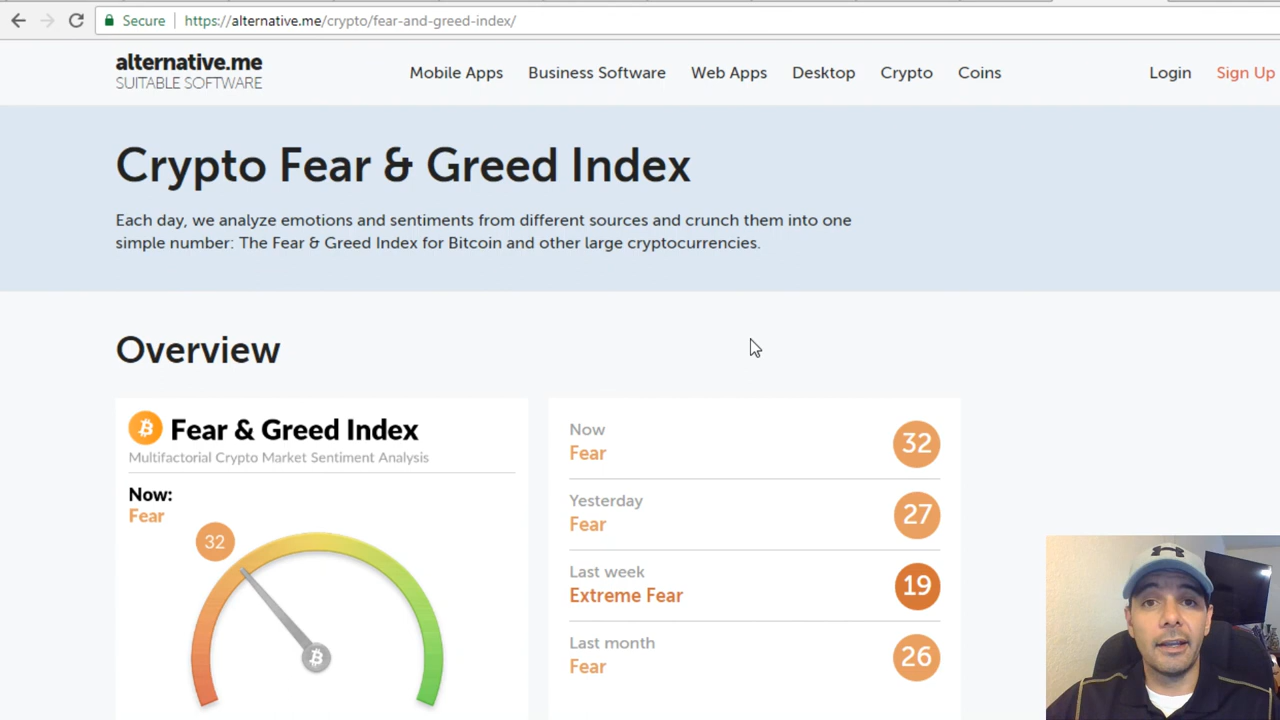 Secure https://alternative.me/crypto/fear-and-greed-index/
alternative.me
SUITABLE SOFTWARE
Mobile Apps Business Software Web Apps Desktop Crypto Coins Login Sign Up
Crypto Fear & Greed Index
Each day, we analyze emotions and sentiments from different sources and crunch them into one
simple number: The Fear & Greed Index for Bitcoin and other large cryptocurrencies.
Overview
Fear & Greed Index
Multifactorial Crypto Market Sentiment Analysis
Now:
Fear
32
Now
Fear 32
Yesterday
Fear 27
Last week
Extreme Fear 19
Last month
Fear 26